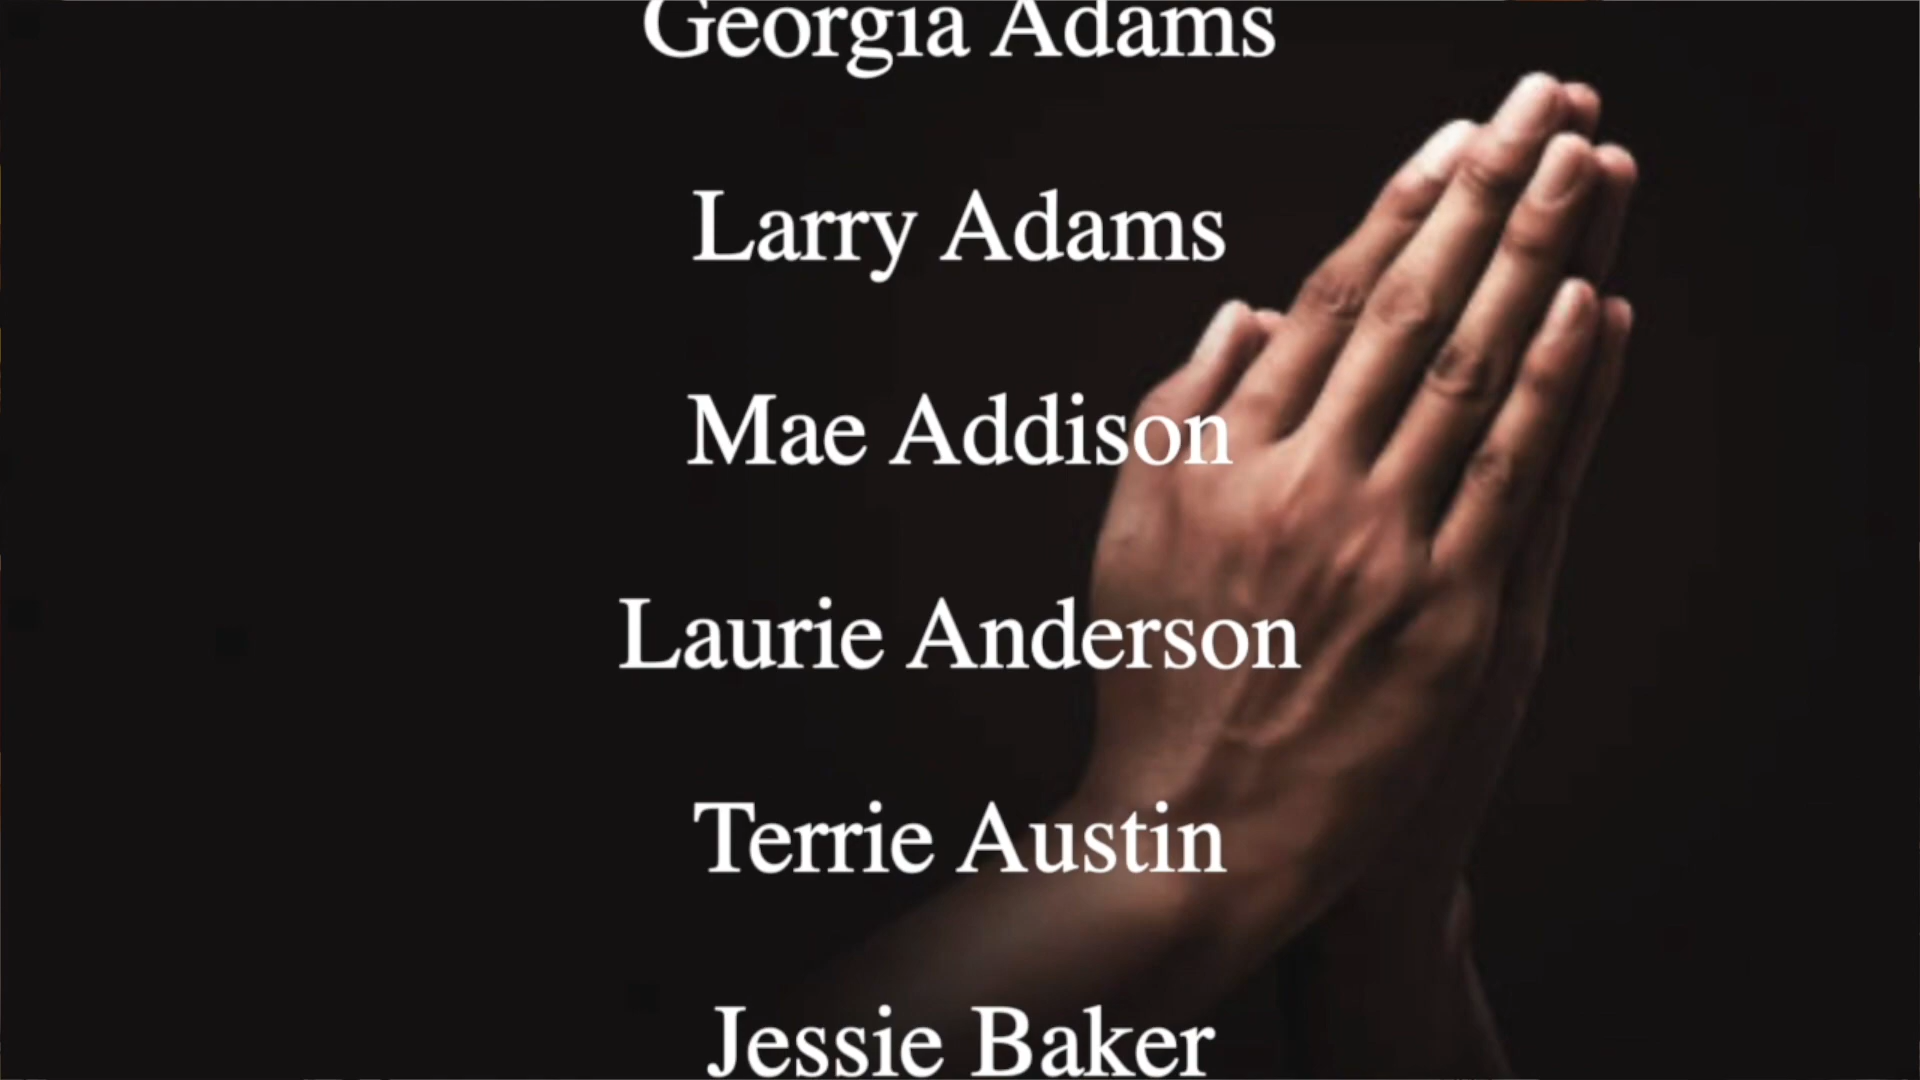 Georgia Adams
Larry Adams
Mae Addison
Laurie Anderson
Terrie Austin
Jessie Baker